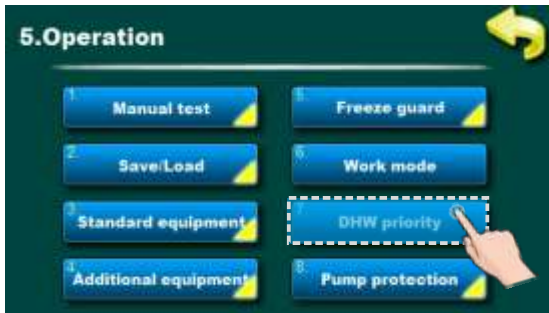 5.Operation
1.
Manual test
2.
Save/Load
3.
Standard equipment
4.
Additional equipment
5.
Freeze guard
6.
Work mode
7.
DHW priority
8.
Pump protection